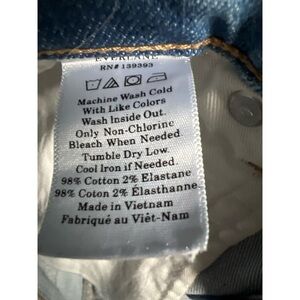 EVERLANE
RN# 139393
Machine Wash Cold
With Like Colors
Wash Inside Out.
Only Non-Chlorine
Bleach When Needed
Tumble Dry Low.
Cool Iron if Needed.
98% Cotton 2% Elastane
98% Coton 2% Élasthanne
Made in Vietnam
Fabriqué au Viêt-Nam